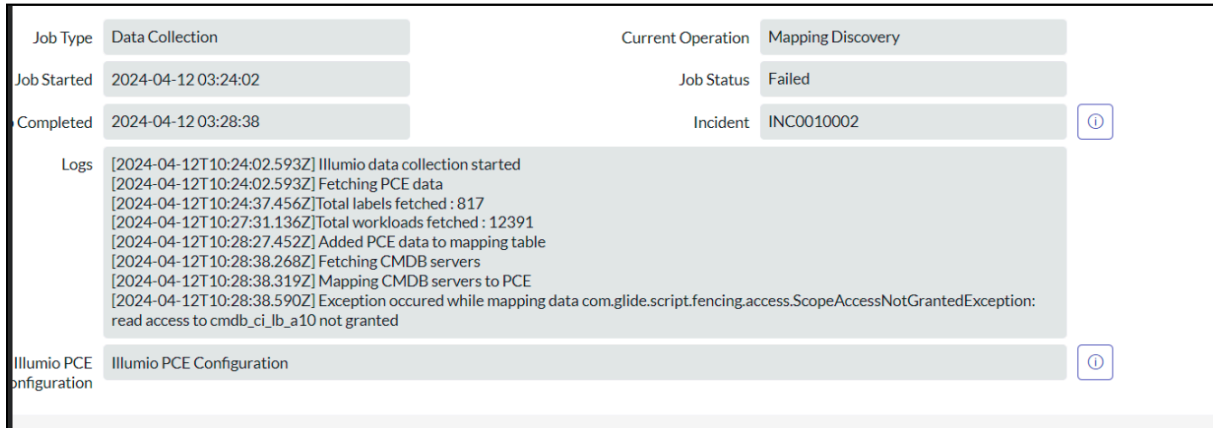 Job Type Data Collection Current Operation Mapping Discovery
Job Started 2024-04-12 03:24:02 Job Status Failed
Completed 2024-04-12 03:28:38 Incident INC0010002
Logs [2024-04-12T10:24:02.593Z] Illumio data collection started
[2024-04-12T10:24:02.593Z] Fetching PCE data
[2024-04-12T10:24:37.456Z]Total labels fetched : 817
[2024-04-12T10:27:31.136Z]Total workloads fetched : 12391
[2024-04-12T10:28:27.452Z] Added PCE data to mapping table
[2024-04-12T10:28:38.268Z] Fetching CMDB servers
[2024-04-12T10:28:38.319Z] Mapping CMDB servers to PCE
[2024-04-12T10:28:38.590Z] Exception occured while mapping data com.glide.script.fencing.access.ScopeAccessNotGrantedException:
read access to cmdb_ci_lb_a10 not granted
Illumio PCE Illumio PCE Configuration
onfiguration